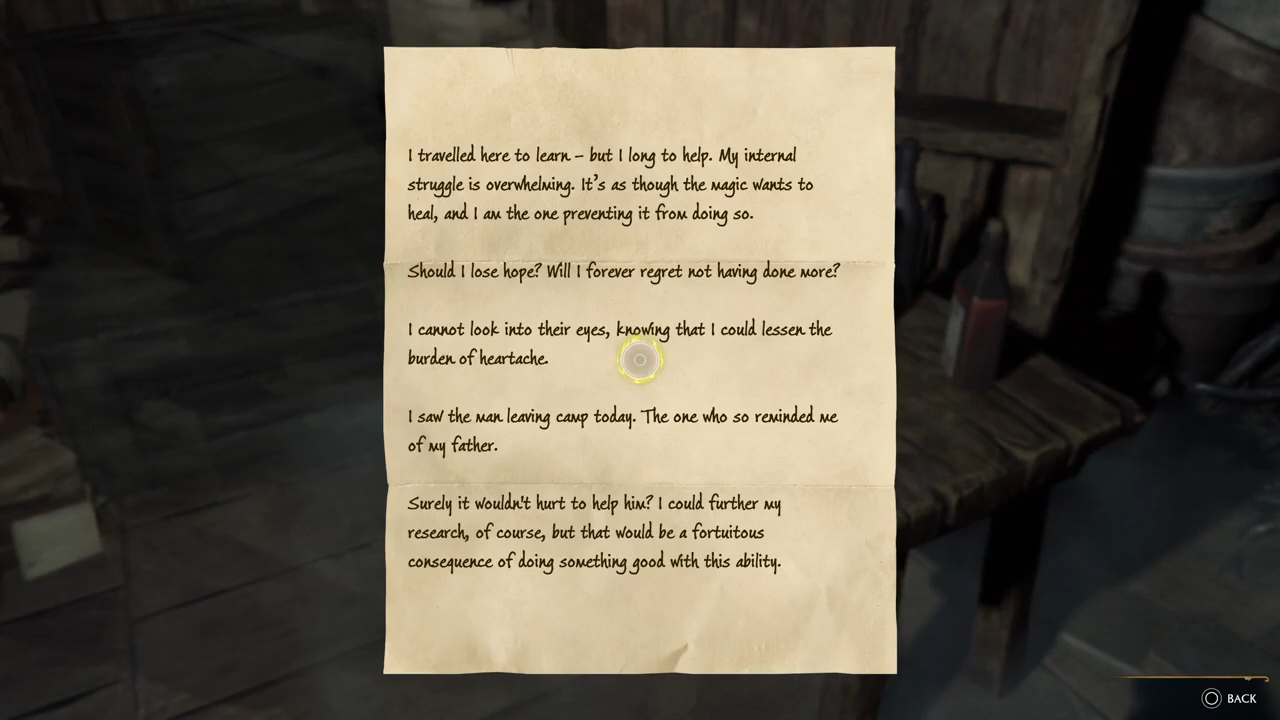 I travelled here to learn – but I long to help. My internal
struggle is overwhelming. It's as though the magic wants to
heal, and I am the one preventing it from doing so.
Should I lose hope? Will I forever regret not having done more?
I cannot look into their eyes, knowing that I could lessen the
burden of heartache.
I saw the man leaving camp today. The one who so reminded me
of my father.
Surely it wouldn't hurt to help him? I could further my
research, of course, but that would be a fortuitous
consequence of doing something good with this ability.
BACK